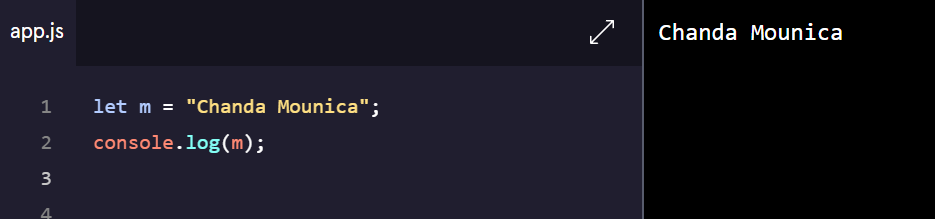 app.js
1 let m = "Chanda Mounica";
2 console.log(m);
3
4
Chanda Mounica